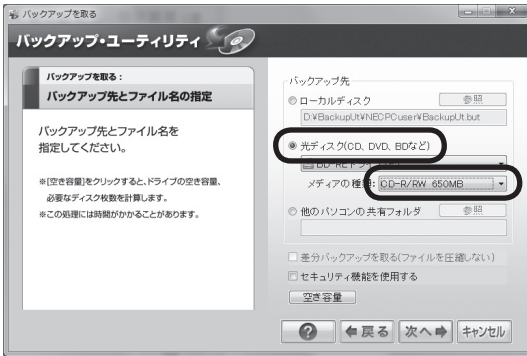 バックアップを取る
バックアップ・ユーティリティ
バックアップを取る：
バックアップ先とファイル名の指定
バックアップ先とファイル名を
指定してください。
※[空き容量]をクリックすると、ドライブの空き容量、
必要なディスク枚数を計算します。
※この処理には時間がかかることがあります。
バックアップ先
ローカルディスク
参照
D:¥BackupUt¥NECPCuser¥BackupUt.but
光ディスク(CD、DVD、BDなど)
メディアの種類: CD-R/RW 650MB
他のパソコンの共有フォルダ
参照
差分バックアップを取る(ファイルを圧縮しない)
セキュリティ機能を使用する
空き容量
? 戻る 次へ キャンセル